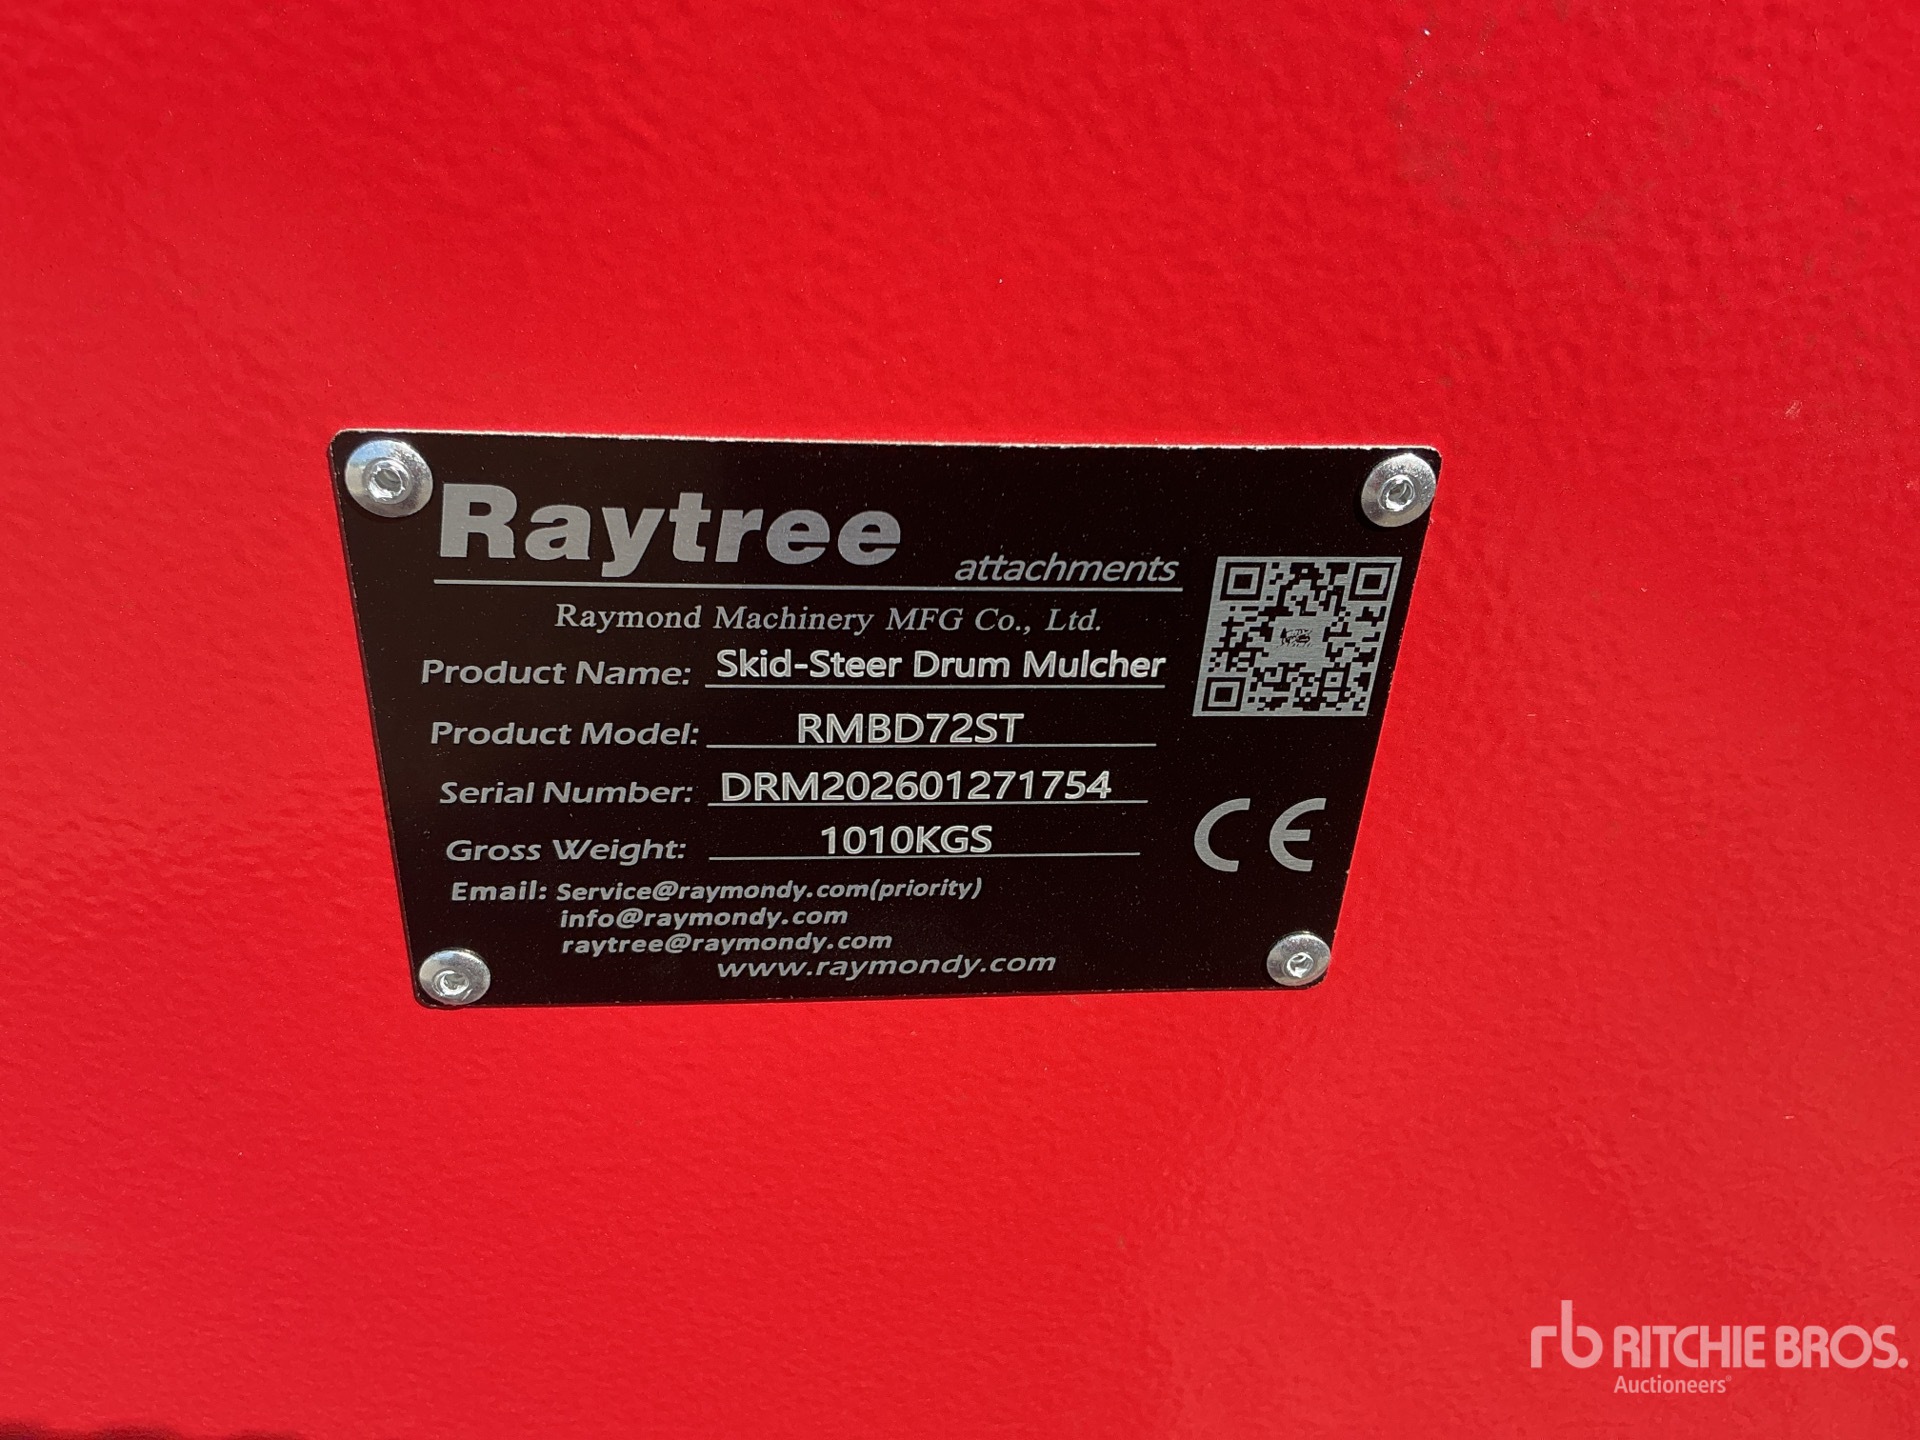 Raytree
attachments
Raymond Machinery MFG Co., Ltd.
Product Name: Skid-Steer Drum Mulcher
Product Model: RMBD72ST
Serial Number: DRM202601271754
Gross Weight: 1010KGS
CE
Email: Service@raymondy.com(priority)
info@raymondy.com
raytree@raymondy.com
www.raymondy.com
rb RITCHIE BROS.
Auctioneers